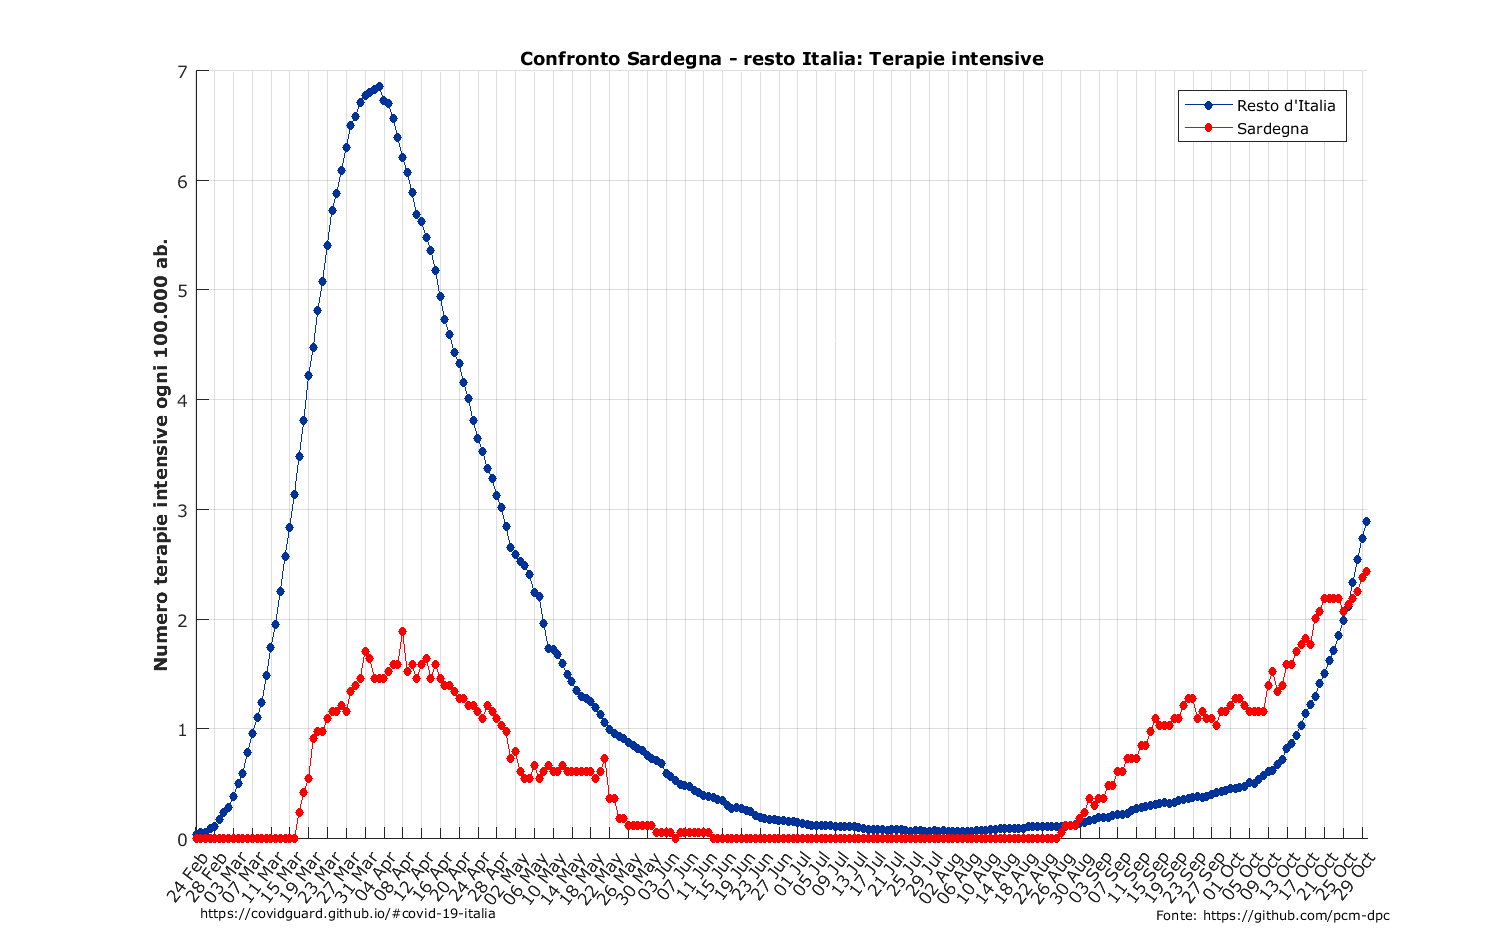 Confronto Sardegna - resto Italia: Terapie intensive
Resto d'Italia
Sardegna
Numero terapie intensive ogni 100.000 ab.
7
6
5
4
3
2
1
0
24 Feb
28 Feb
03 Mar
07 Mar
11 Mar
15 Mar
19 Mar
23 Mar
27 Mar
31 Mar
04 Apr
08 Apr
12 Apr
16 Apr
20 Apr
24 Apr
28 Apr
02 May
06 May
10 May
14 May
18 May
22 May
26 May
30 May
03 Jun
07 Jun
11 Jun
15 Jun
19 Jun
23 Jun
27 Jun
01 Jul
05 Jul
09 Jul
13 Jul
17 Jul
21 Jul
25 Jul
29 Jul
02 Aug
06 Aug
10 Aug
14 Aug
18 Aug
22 Aug
26 Aug
30 Aug
03 Sep
07 Sep
11 Sep
15 Sep
19 Sep
23 Sep
27 Sep
01 Oct
05 Oct
09 Oct
13 Oct
17 Oct
21 Oct
25 Oct
29 Oct
https://covidguard.github.io/#covid-19-italia
Fonte: https://github.com/pcm-dpc